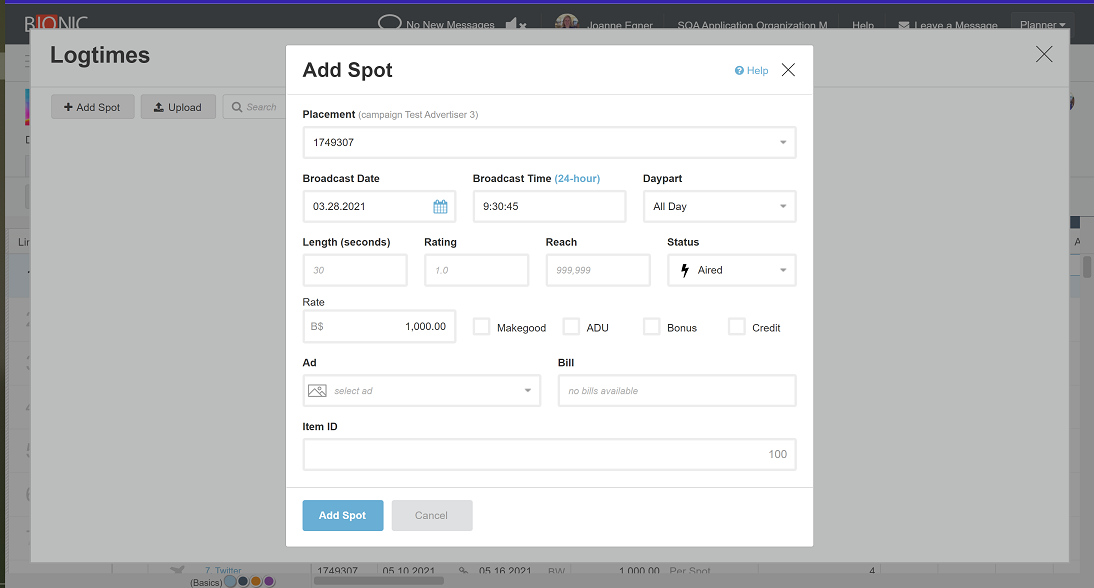 BIONIC No New Messages Joanne Egner SQA Application Organization M Help Leave a Message Planner
Logtimes
Add Spot Upload Search
Add Spot Help
Placement (campaign Test Advertiser 3)
1749307
Broadcast Date Broadcast Time (24-hour) Daypart
03.28.2021 9:30:45 All Day
Length (seconds) Rating Reach Status
30 1.0 999,999 Aired
Rate
B$ 1,000.00 Makegood ADU Bonus Credit
Ad Bill
select ad no bills available
Item ID
100
Add Spot Cancel
7 Twitter 1749307 05.10.2021 05.16.2021 BW 1,000.00 Per Spot 4
(Basics)